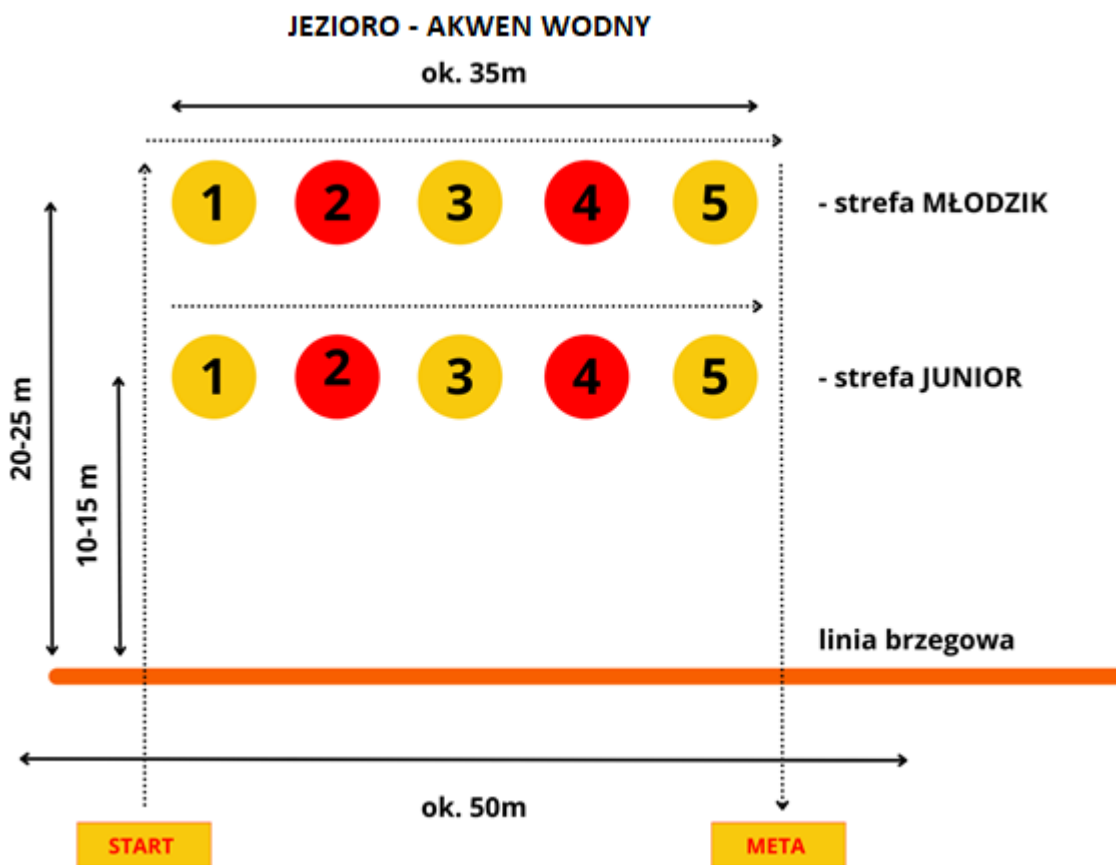 JEZIORO - AKWEN WODNY
ok. 35m
1 2 3 4 5 - strefa MŁODZIK
1 2 3 4 5 - strefa JUNIOR
20-25 m
10-15 m
linia brzegowa
ok. 50m
START META